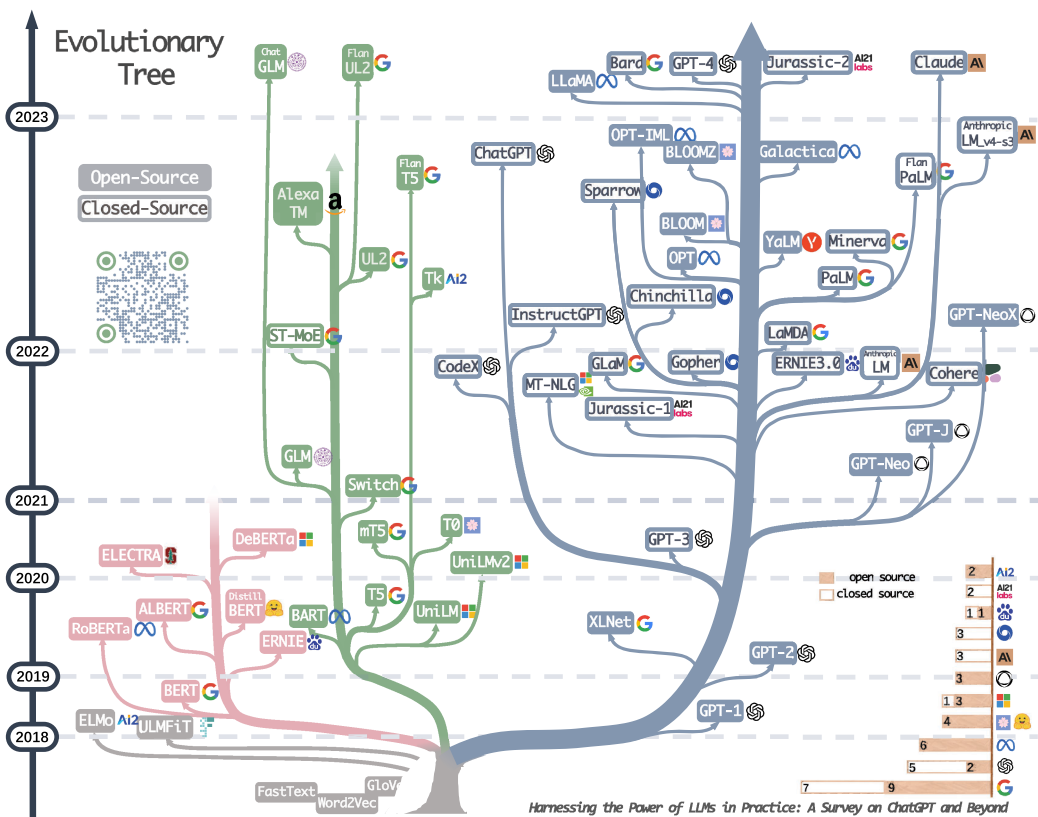 Evolutionary
Tree
2023
2022
2021
2020
2019
2018
Open-Source
Closed-Source
Chat
GLM
Flan
UL2
Bard
GPT-4
Jurassic-2
AI21
labs
Claude
A\
LLaMA
Anthropic
LM_v4-s3
A\
OPT-IML
BLOOMZ
Galactica
ChatGPT
Flan
T5
Flan
PaLM
Alexa
TM
a
Sparrow
BLOOM
YaLM
Y
Minerva
UL2
OPT
Tk
Ai2
PaLM
Chinchilla
InstructGPT
GPT-NeoX
ST-MoE
LaMDA
CodeX
GLaM
Gopher
ERNIE3.0
du
Anthropic
LM
A\
Cohere
MT-NLG
Jurassic-1
AI21
labs
GPT-J
GLM
GPT-Neo
Switch
mT5
T0
DeBERTa
GPT-3
ELECTRA
UniLMv2
Distill
BERT
T5
ALBERT
BART
UniLM
RoBERTa
ERNIE
du
XLNet
GPT-2
BERT
GPT-1
ELMo
Ai2
ULMFiT
FastText
Word2Vec
GloVe
open source
closed source
2
Ai2
2
AI21
labs
1 1
du
3
3
A\
3
1 3
4
6
5 2
7 9
Harnessing the Power of LLMs in Practice: A Survey on ChatGPT and Beyond